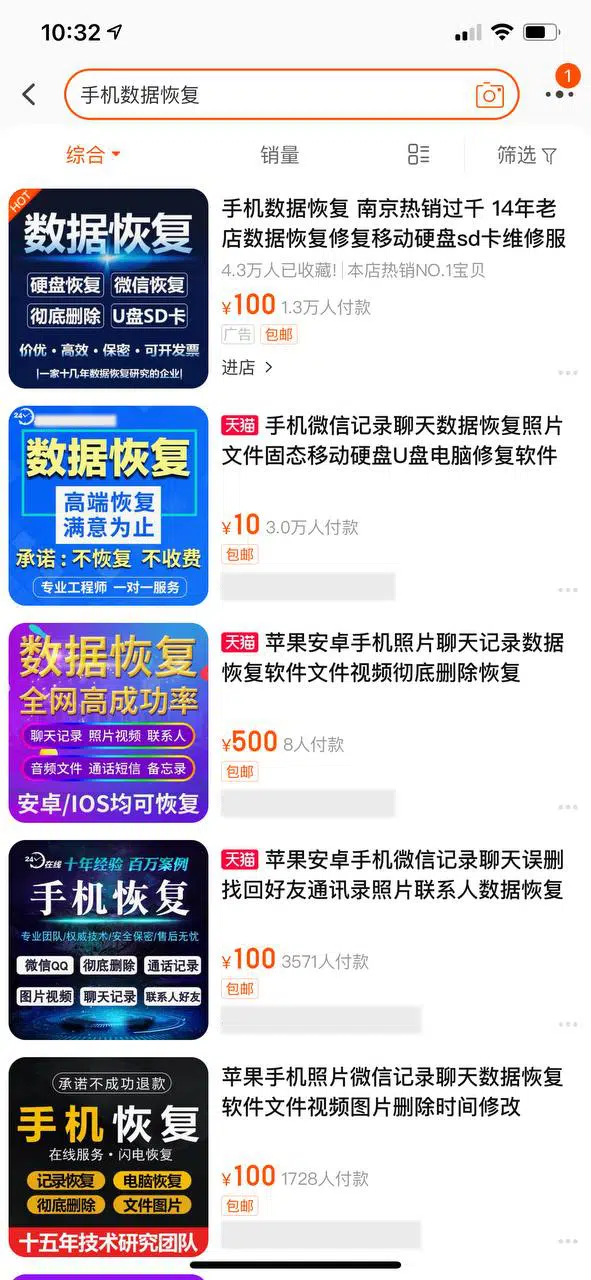 10:32
手机数据恢复
1
综合
销量
筛选
HOT
数据恢复
硬盘恢复 微信恢复
彻底删除 U盘SD卡
价优·高效·保密·可开发票
一家十几年数据恢复研究的企业
手机数据恢复 南京热销过千 14年老
店数据恢复修复移动硬盘sd卡维修服
4.3万人已收藏! 本店热销NO.1宝贝
¥100 1.3万人付款
广告 包邮
进店
24
数据恢复
高端恢复
满意为止
承诺:不恢复 不收费
专业工程师 一对一服务
天猫 手机微信记录聊天数据恢复照片
文件固态移动硬盘U盘电脑修复软件
¥10 3.0万人付款
包邮
数据恢复
全网高成功率
聊天记录 照片视频 联系人
音频文件 通话短信 备忘录
安卓/IOS均可恢复
天猫 苹果安卓手机照片聊天记录数据
恢复软件文件视频彻底删除恢复
¥500 8人付款
包邮
24在线 十年经验 百万案例
手机恢复
专业团队/权威技术/安全保密/售后无忧
微信QQ 彻底删除 通话记录
图片视频 聊天记录 联系人好友
天猫 苹果安卓手机微信记录聊天误删
找回好友通讯录照片联系人数据恢复
¥100 3571人付款
包邮
承诺不成功退款
手机恢复
在线服务·闪电恢复
记录恢复 电脑恢复
彻底删除 文件图片
十五年技术研究团队
苹果手机照片微信记录聊天数据恢复
软件文件视频图片删除时间修改
¥100 1728人付款
包邮